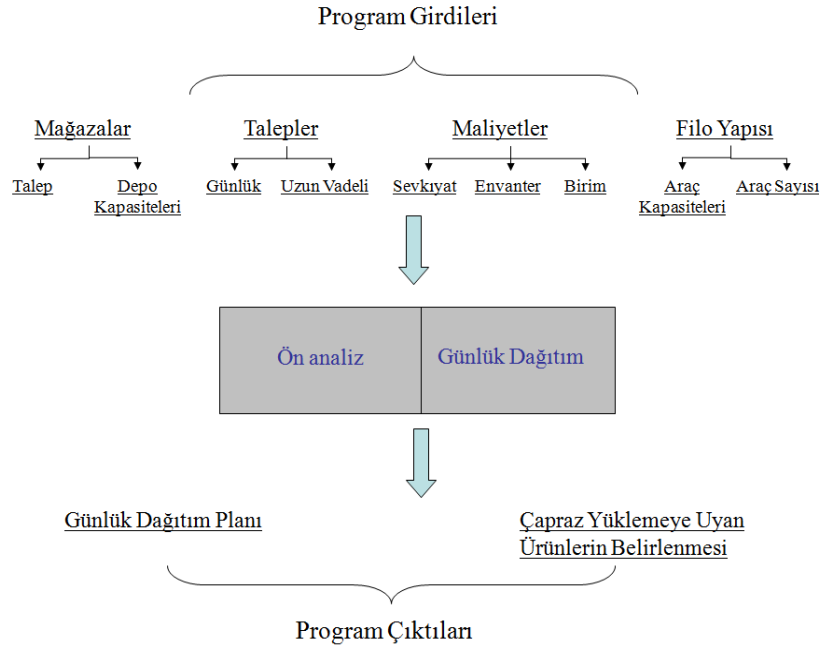 Program Girdileri
Mağazalar
Talepler
Maliyetler
Filo Yapısı
Talep
Depo
Kapasiteleri
Günlük
Uzun Vadeli
Sevkıyat
Envanter
Birim
Araç
Kapasiteleri
Araç Sayısı
Ön analiz
Günlük Dağıtım
Günlük Dağıtım Planı
Çapraz Yüklemeye Uyan
Ürünlerin Belirlenmesi
Program Çıktıları